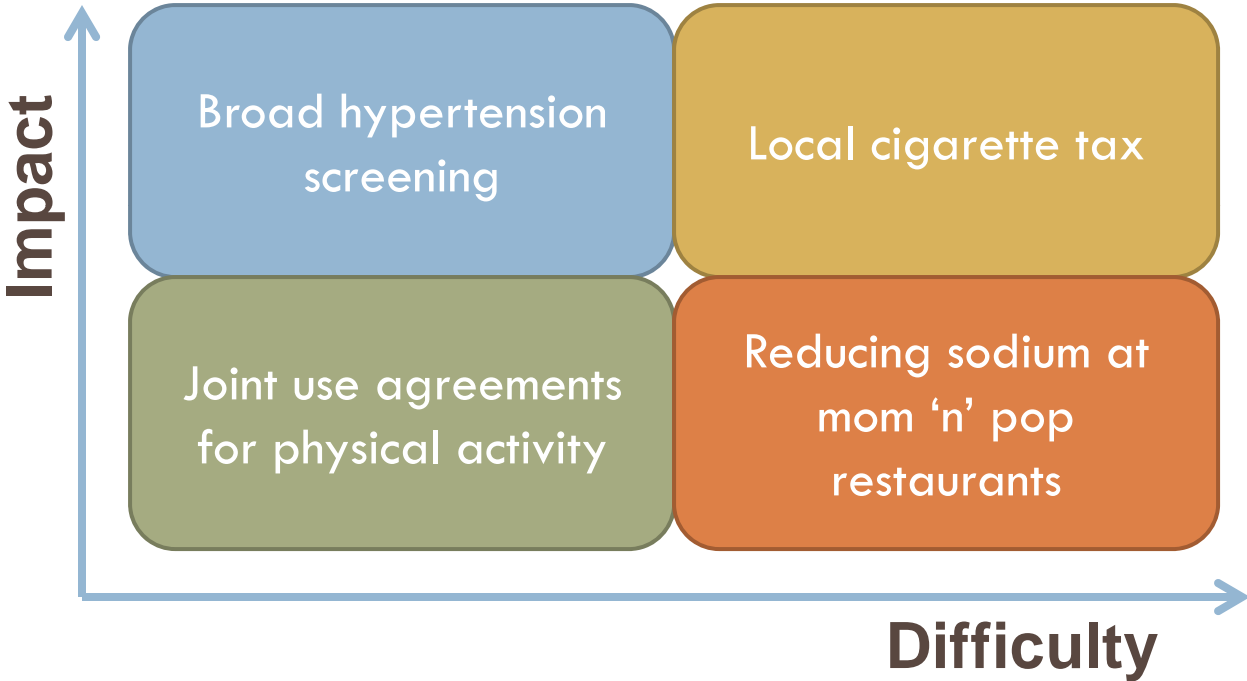 Impact
Broad hypertension
screening
Local cigarette tax
Joint use agreements
for physical activity
Reducing sodium at
mom ‘n’ pop
restaurants
Difficulty